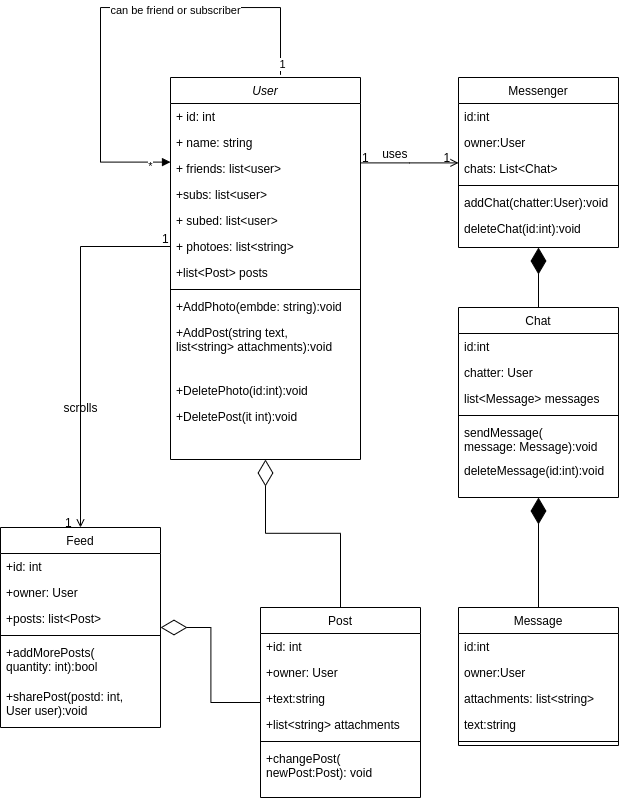 can be friend or subscriber
1
*
User
+ id: int
+ name: string
+ friends: list<user>
+subs: list<user>
+ subed: list<user>
+ photoes: list<string>
+list<Post> posts
+AddPhoto(embde: string):void
+AddPost(string text,
list<string> attachments):void
+DeletePhoto(id:int):void
+DeletePost(it int):void
1
uses
1
Messenger
id:int
owner:User
chats: List<Chat>
addChat(chatter:User):void
deleteChat(id:int):void
Chat
id:int
chatter: User
list<Message> messages
sendMessage(
message: Message):void
deleteMessage(id:int):void
1
scrolls
1
Feed
+id: int
+owner: User
+posts: list<Post>
+addMorePosts(
quantity: int):bool
+sharePost(postd: int,
User user):void
Post
+id: int
+owner: User
+text:string
+list<string> attachments
+changePost(
newPost:Post): void
Message
id:int
owner:User
attachments: list<string>
text:string